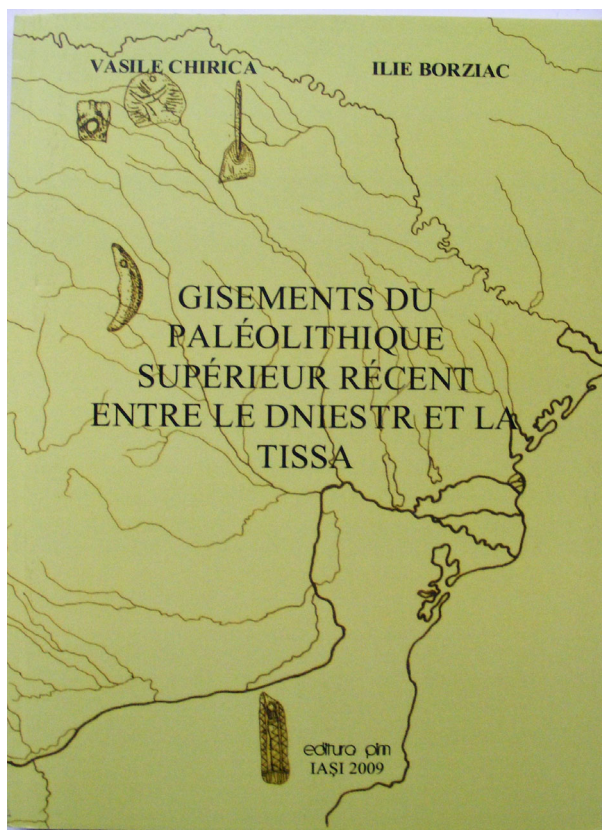 VASILE CHIRICA ILIE BORZIAC
GISEMENTS DU
PALÉOLITHIQUE
SUPÉRIEUR RÉCENT
ENTRE LE DNIESTR ET LA
TISSA
editura pim
IAŞI 2009